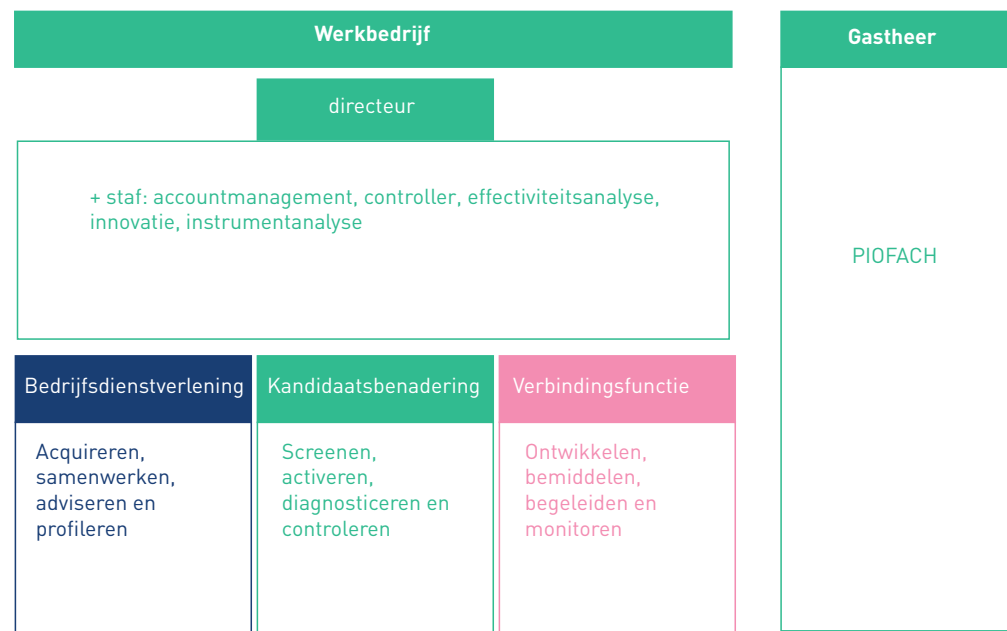 Werkbedrijf
directeur
+ staf: accountmanagement, controller, effectiviteitsanalyse,
innovatie, instrumentanalyse
Bedrijfsdienstverlening
Acquireren,
samenwerken,
adviseren en
profileren
Kandidaatsbenadering
Screenen,
activeren,
diagnosticeren en
controleren
Verbindingsfunctie
Ontwikkelen,
bemiddelen,
begeleiden en
monitoren
Gastheer
PIOFACH